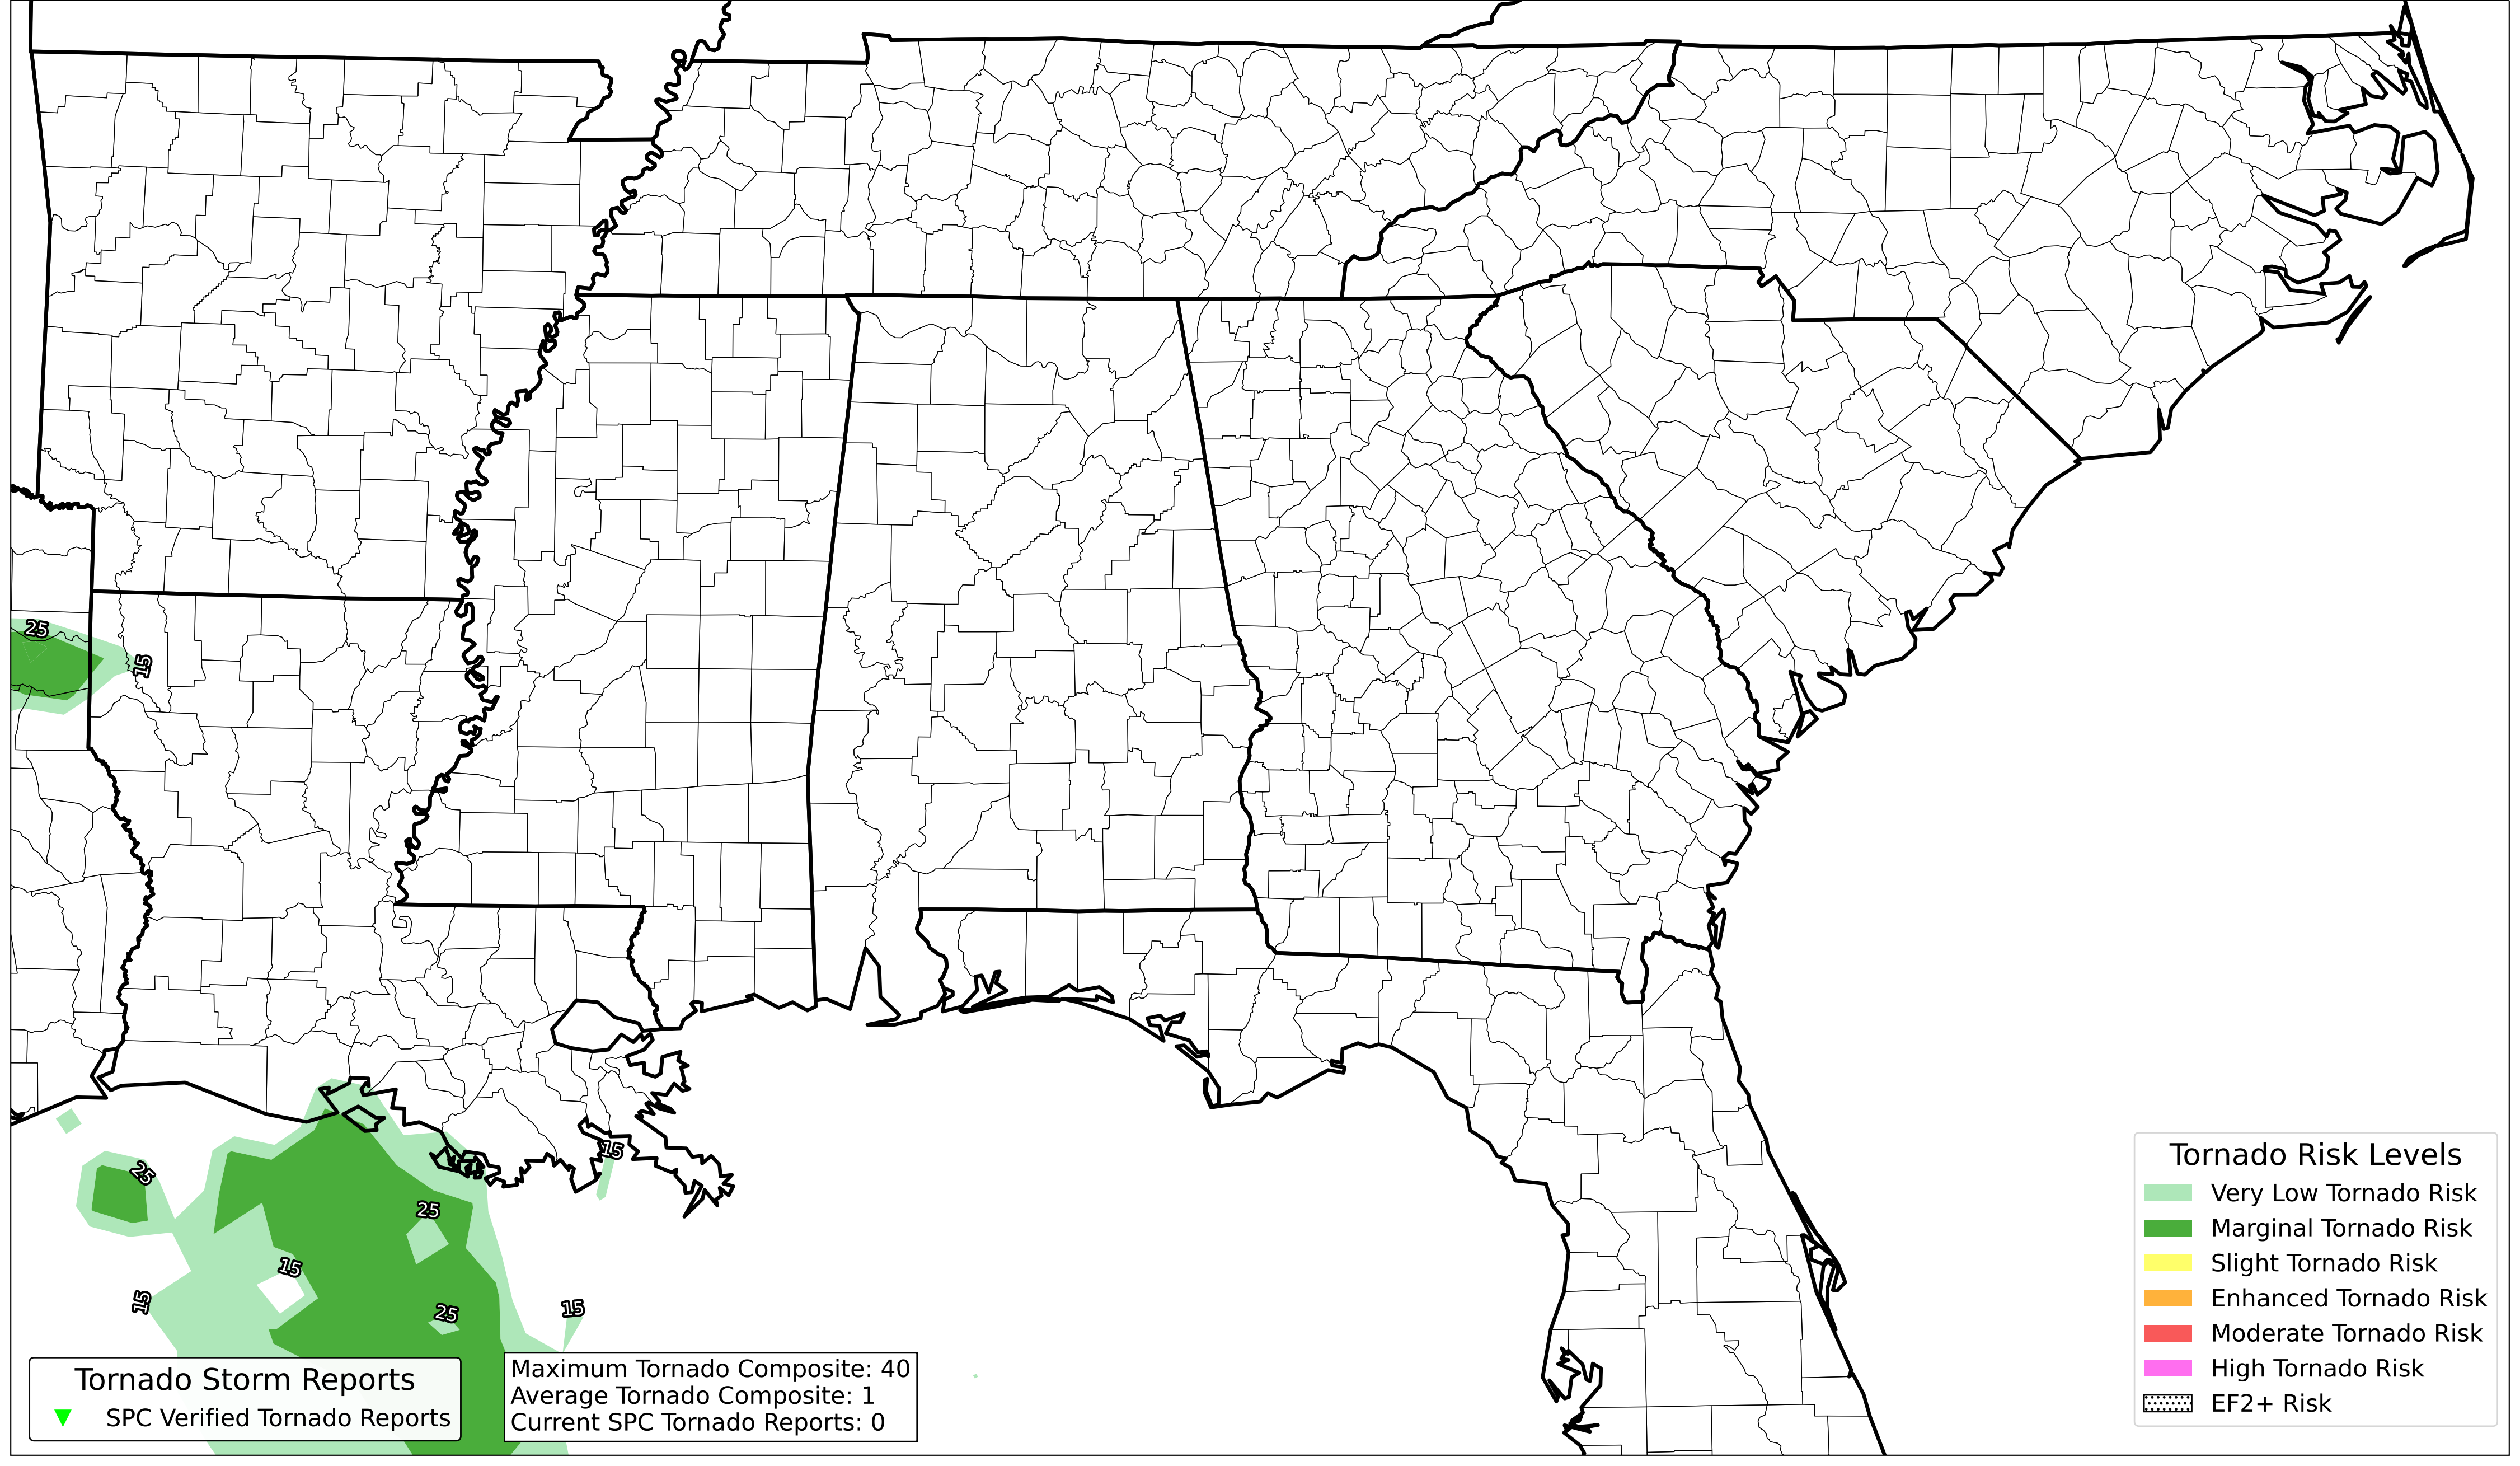 25
15
15
25
25
15
15
25
15
Tornado Storm Reports
SPC Verified Tornado Reports
Maximum Tornado Composite: 40
Average Tornado Composite: 1
Current SPC Tornado Reports: 0
Tornado Risk Levels
Very Low Tornado Risk
Marginal Tornado Risk
Slight Tornado Risk
Enhanced Tornado Risk
Moderate Tornado Risk
High Tornado Risk
EF2+ Risk